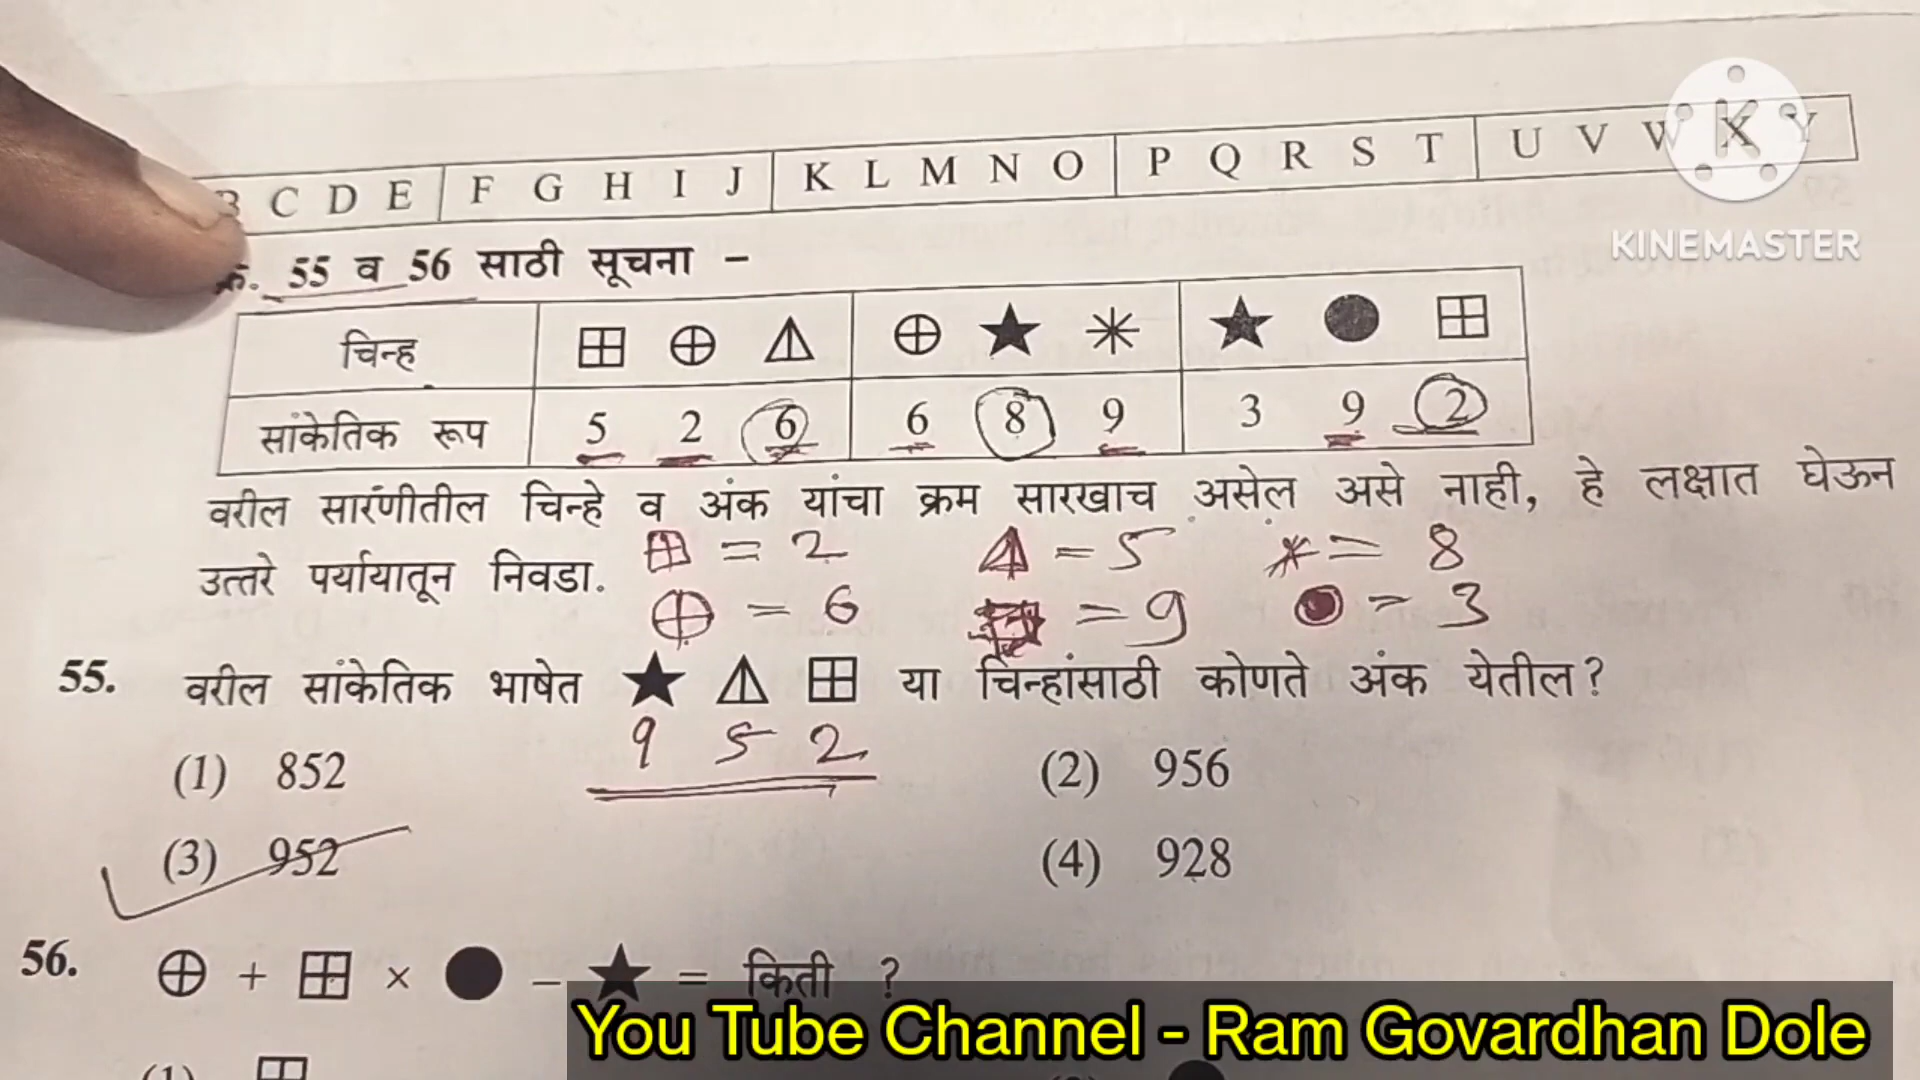 C D E F G H I J K L M N O P Q R S T U V W X Y
KINEMASTER
क्र. 55 व 56 साठी सूचना –
चिन्ह
सांकेतिक रूप 5 2 6 6 8 9 3 9 2
वरील सारणीतील चिन्हे व अंक यांचा क्रम सारखाच असेल असे नाही, हे लक्षात घेऊन
उत्तरे पर्यायातून निवडा.
= 2 = 5 = 8
= 6 = 9 = 3
55. वरील सांकेतिक भाषेत ★ या चिन्हांसाठी कोणते अंक येतील?
9 5 2
(1) 852 (2) 956
(3) 952 (4) 928
56. ⊕ + ⊞ × ● – ★ = किती ?
You Tube Channel - Ram Govardhan Dole